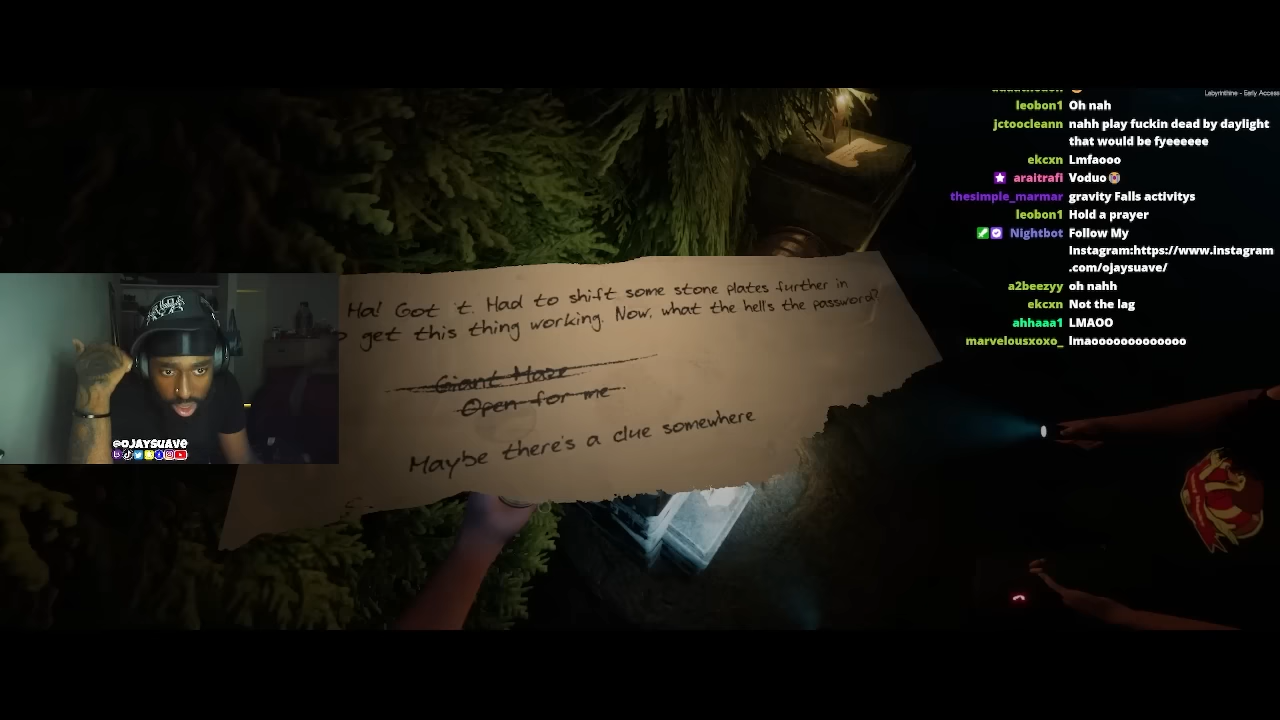 Labyrinthine - Early Access
leobon1 Oh nah
jctoocleann nahh play fuckin dead by daylight
that would be fyeeeeee
ekcxn Lmfaooo
araitrafi Voduo
thesimple_marmar gravity Falls activitys
leobon1 Hold a prayer
Nightbot Follow My
Instagram:https://www.instagram
.com/ojaysuave/
a2beezyy oh nahh
ekcxn Not the lag
ahhaaa1 LMAOO
marvelousxoxo_ lmaooooooooooooo
Ha! Got it. Had to shift some stone plates further in
get this thing working. Now, what the hell's the password?
Giant Maze
Open for me
Maybe there's a clue somewhere
@OJAYSUAVE